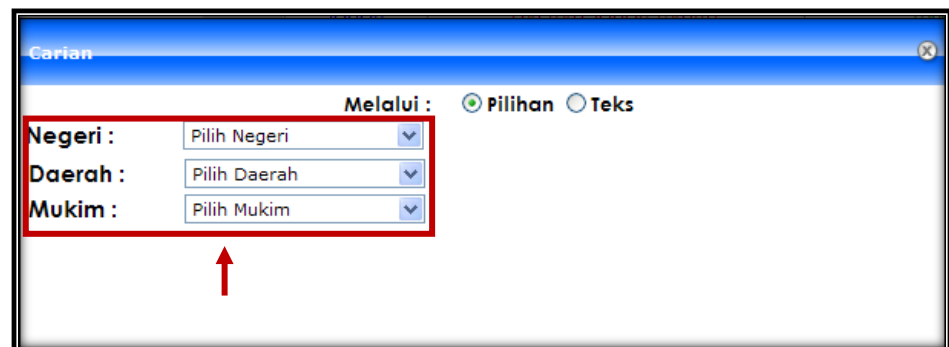 Carian
Melalui : Pilihan Teks
Negeri : Pilih Negeri
Daerah : Pilih Daerah
Mukim : Pilih Mukim